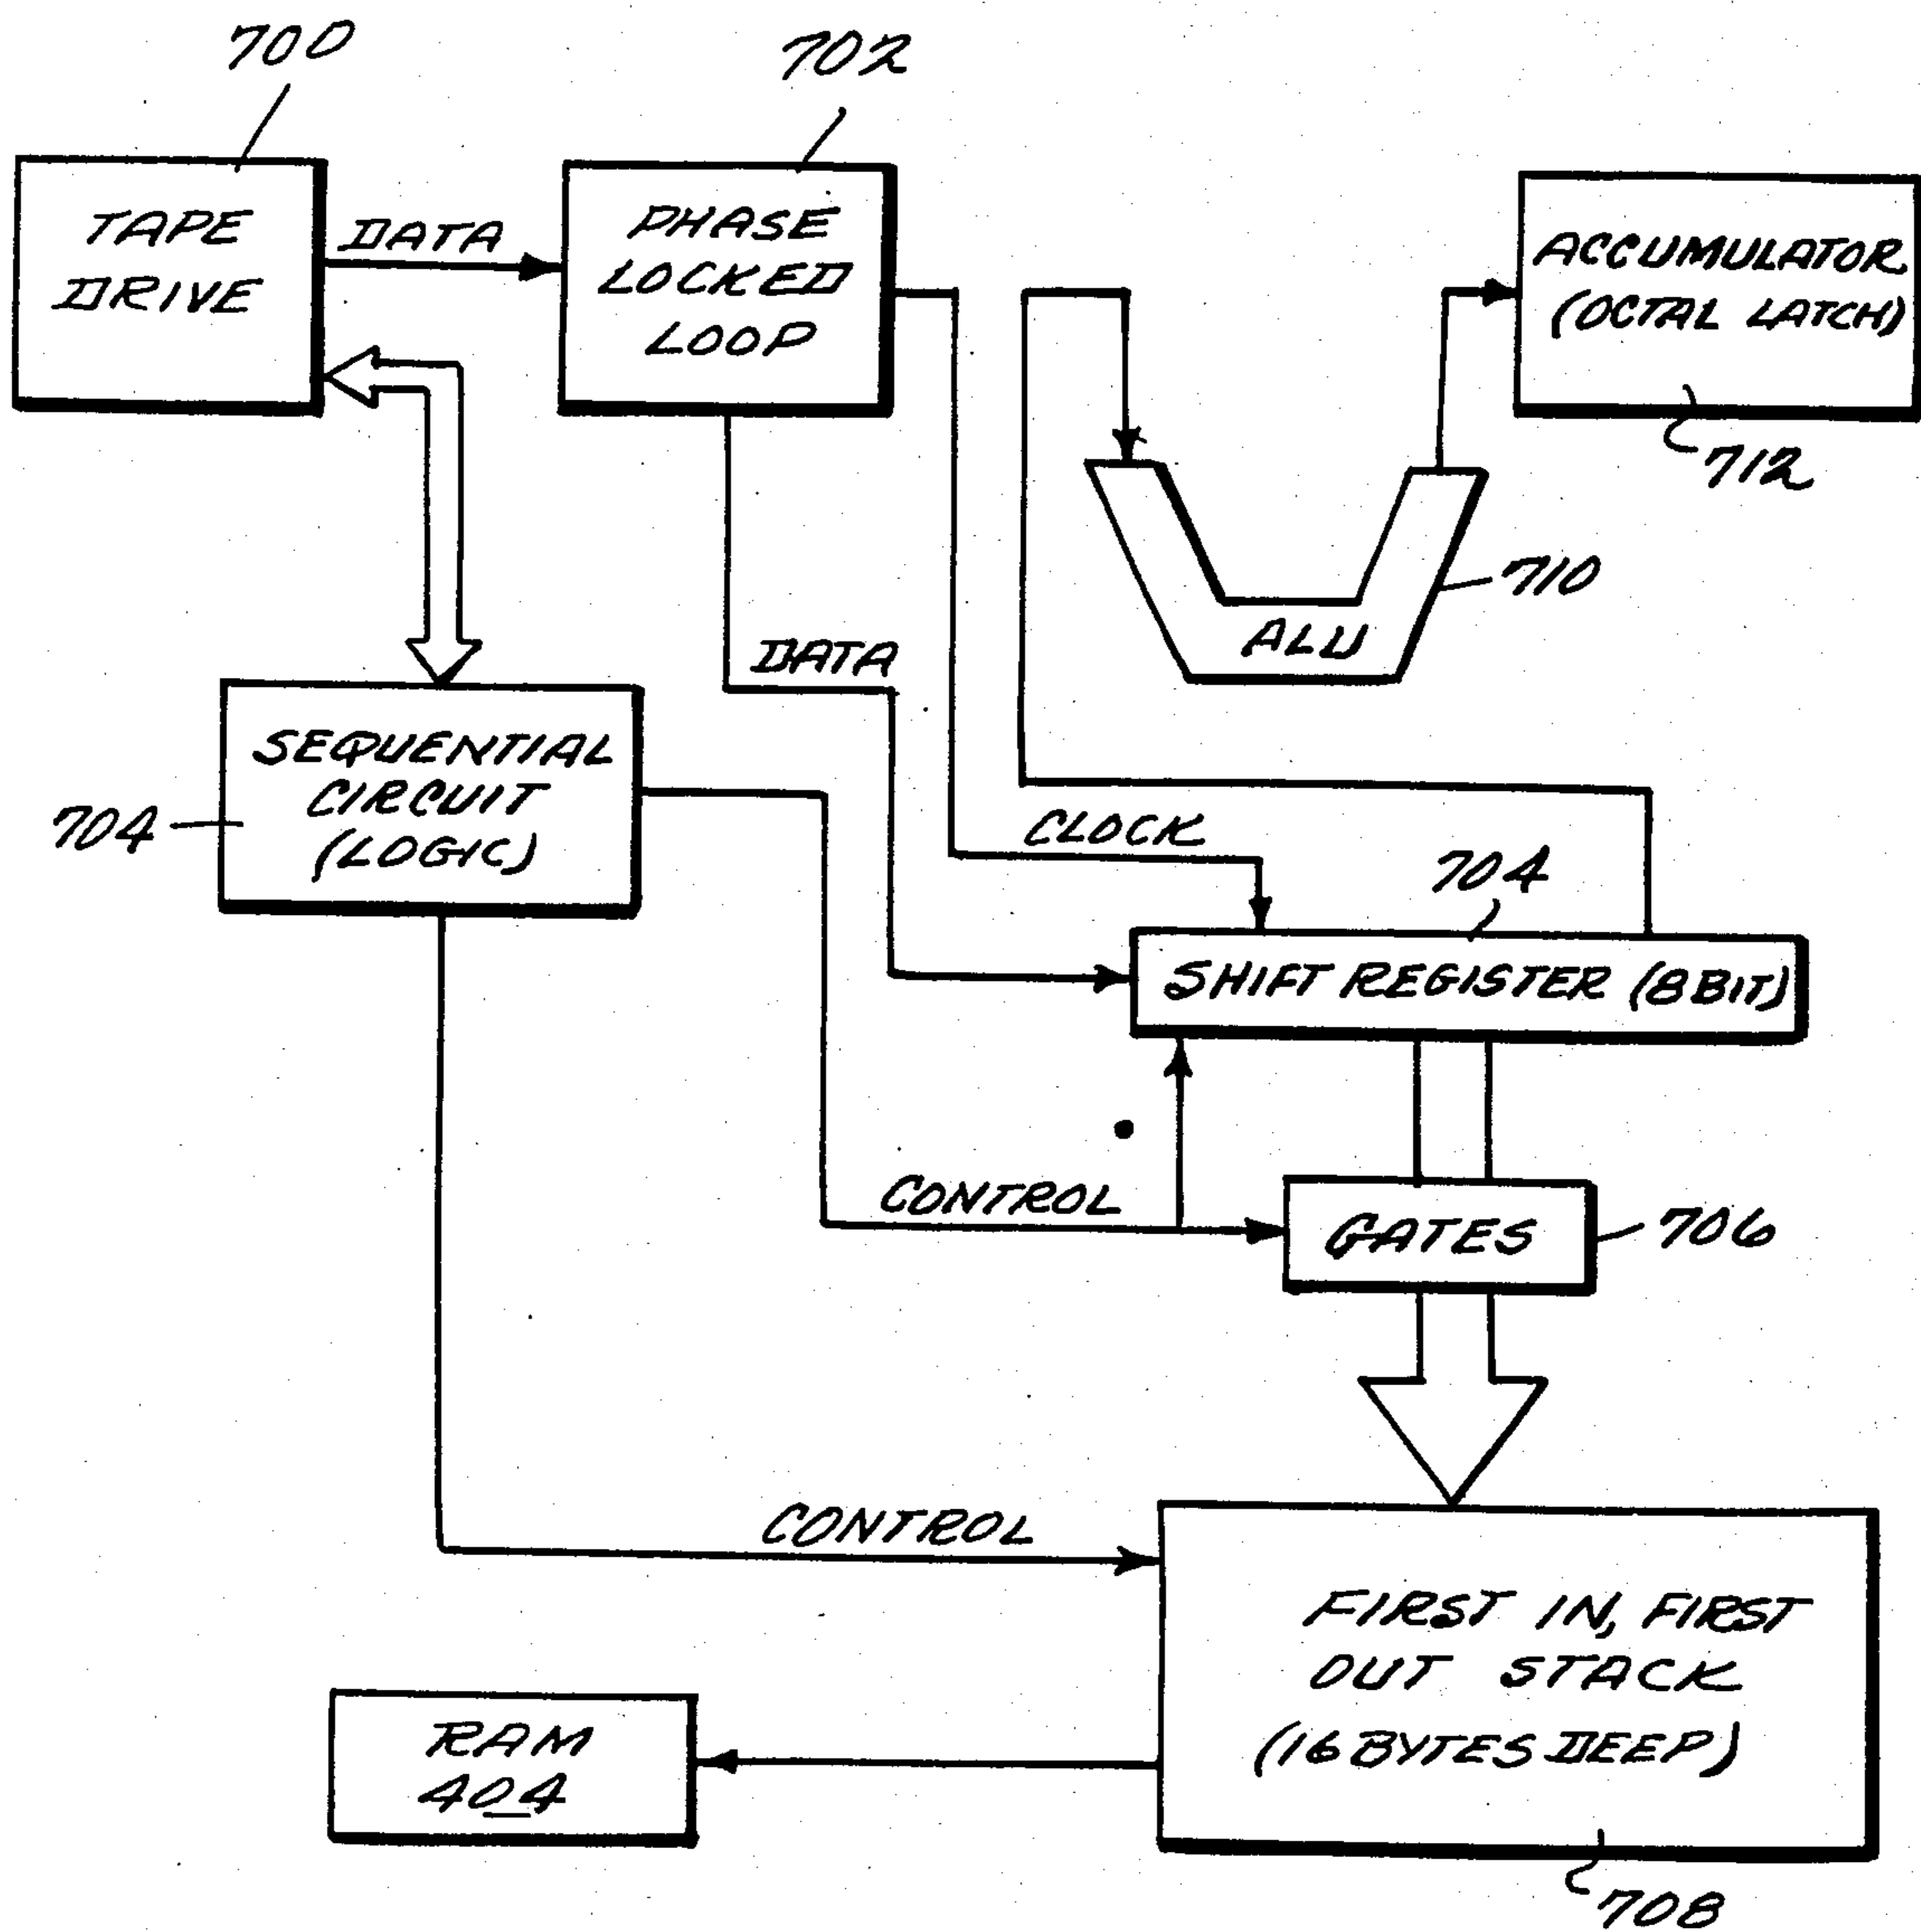 700
702
TAPE
DRIVE
DATA
PHASE
LOCKED
LOOP
ACCUMULATOR
(OCTAL LATCH)
712
710
ALU
DATA
SEQUENTIAL
CIRCUIT
(LOGIC)
704
CLOCK
704
SHIFT REGISTER (8BIT)
CONTROL
GATES
706
CONTROL
FIRST IN, FIRST
OUT STACK
(16 BYTES DEEP)
RAM
404
708